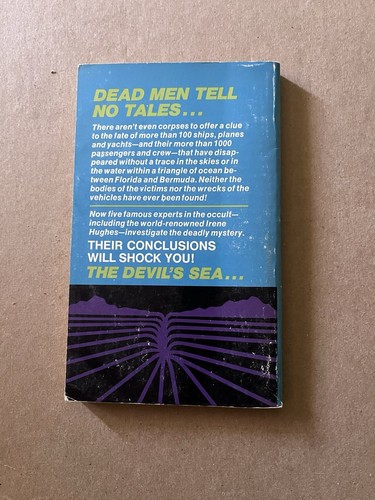 DEAD MEN TELL
NO TALES...
There aren't even corpses to offer a clue
to the fate of more than 100 ships, planes
and yachts—and their more than 1000
passengers and crew—that have disap-
peared without a trace in the skies or in
the water within a triangle of ocean be-
tween Florida and Bermuda. Neither the
bodies of the victims nor the wrecks of the
vehicles have ever been found!
Now five famous experts in the occult—
including the world-renowned Irene
Hughes—investigate the deadly mystery.
THEIR CONCLUSIONS
WILL SHOCK YOU!
THE DEVIL'S SEA...